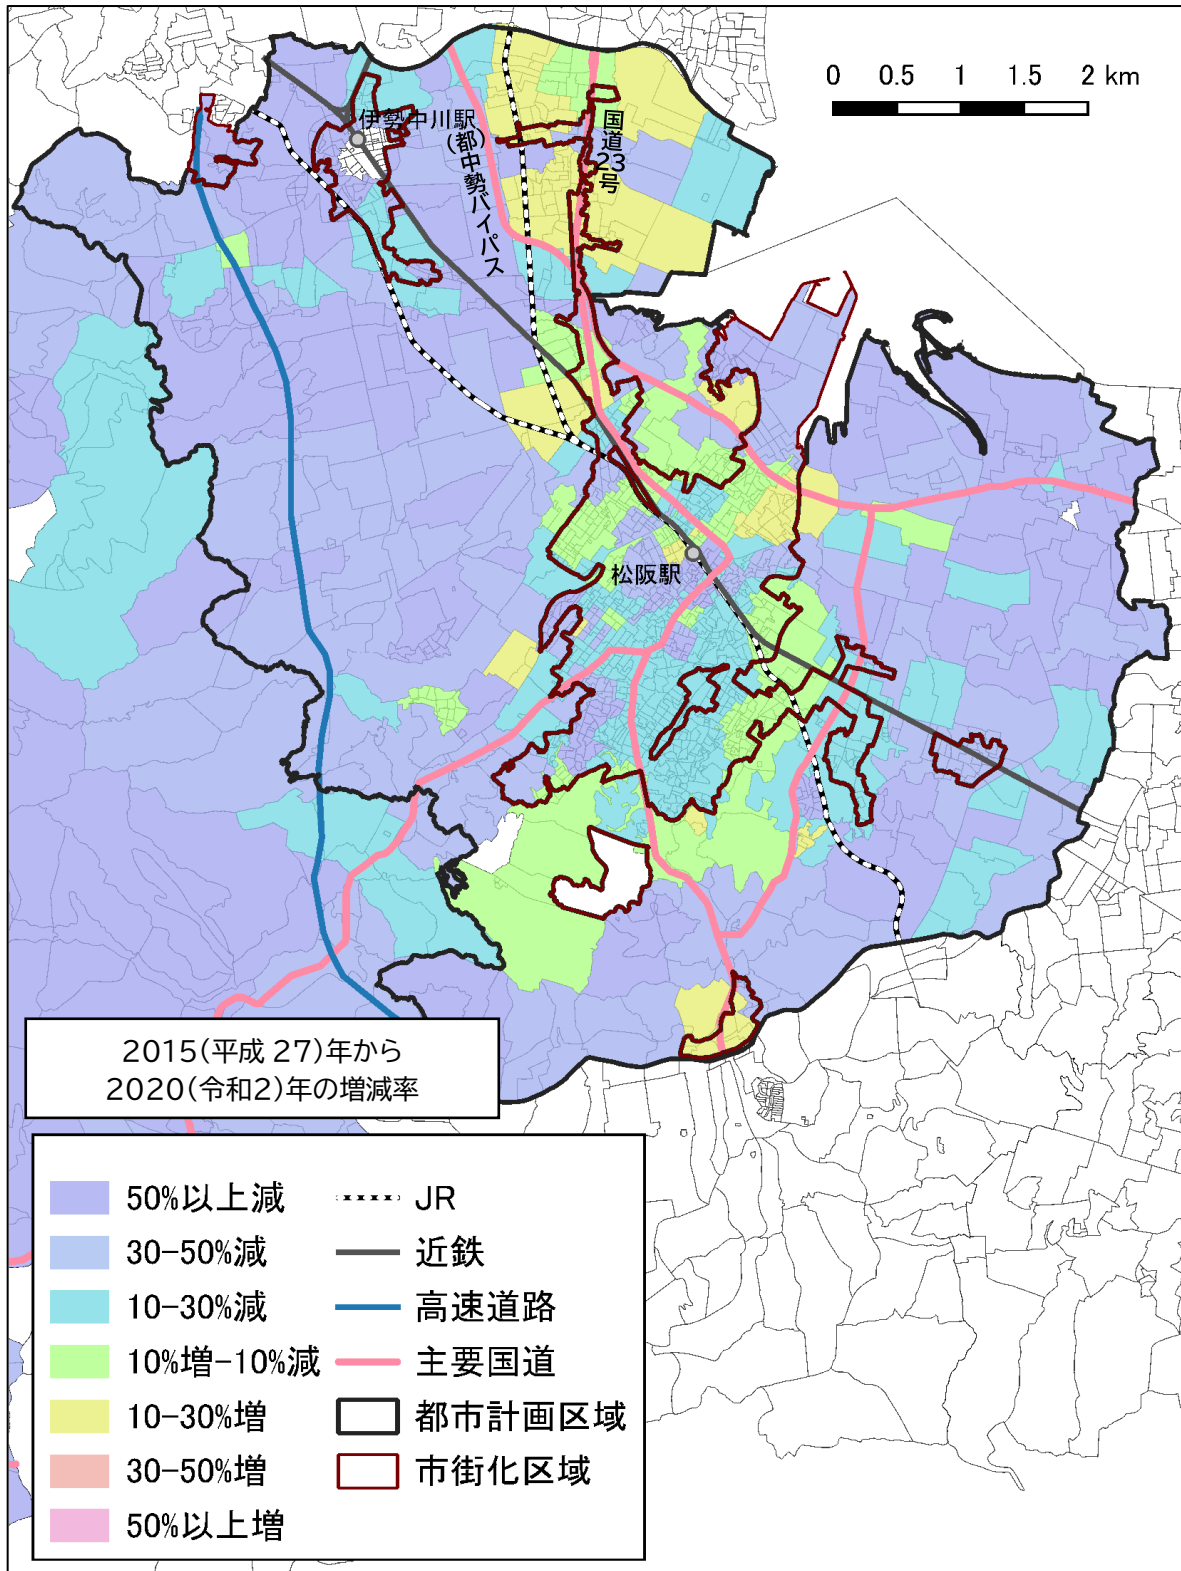 0 0.5 1 1.5 2 km
伊勢中川駅
(都)中勢バイパス
国道23号
松阪駅
2015(平成 27)年から
2020(令和2)年の増減率
50%以上減
30-50%減
10-30%減
10%増-10%減
10-30%増
30-50%増
50%以上増
JR
近鉄
高速道路
主要国道
都市計画区域
市街化区域